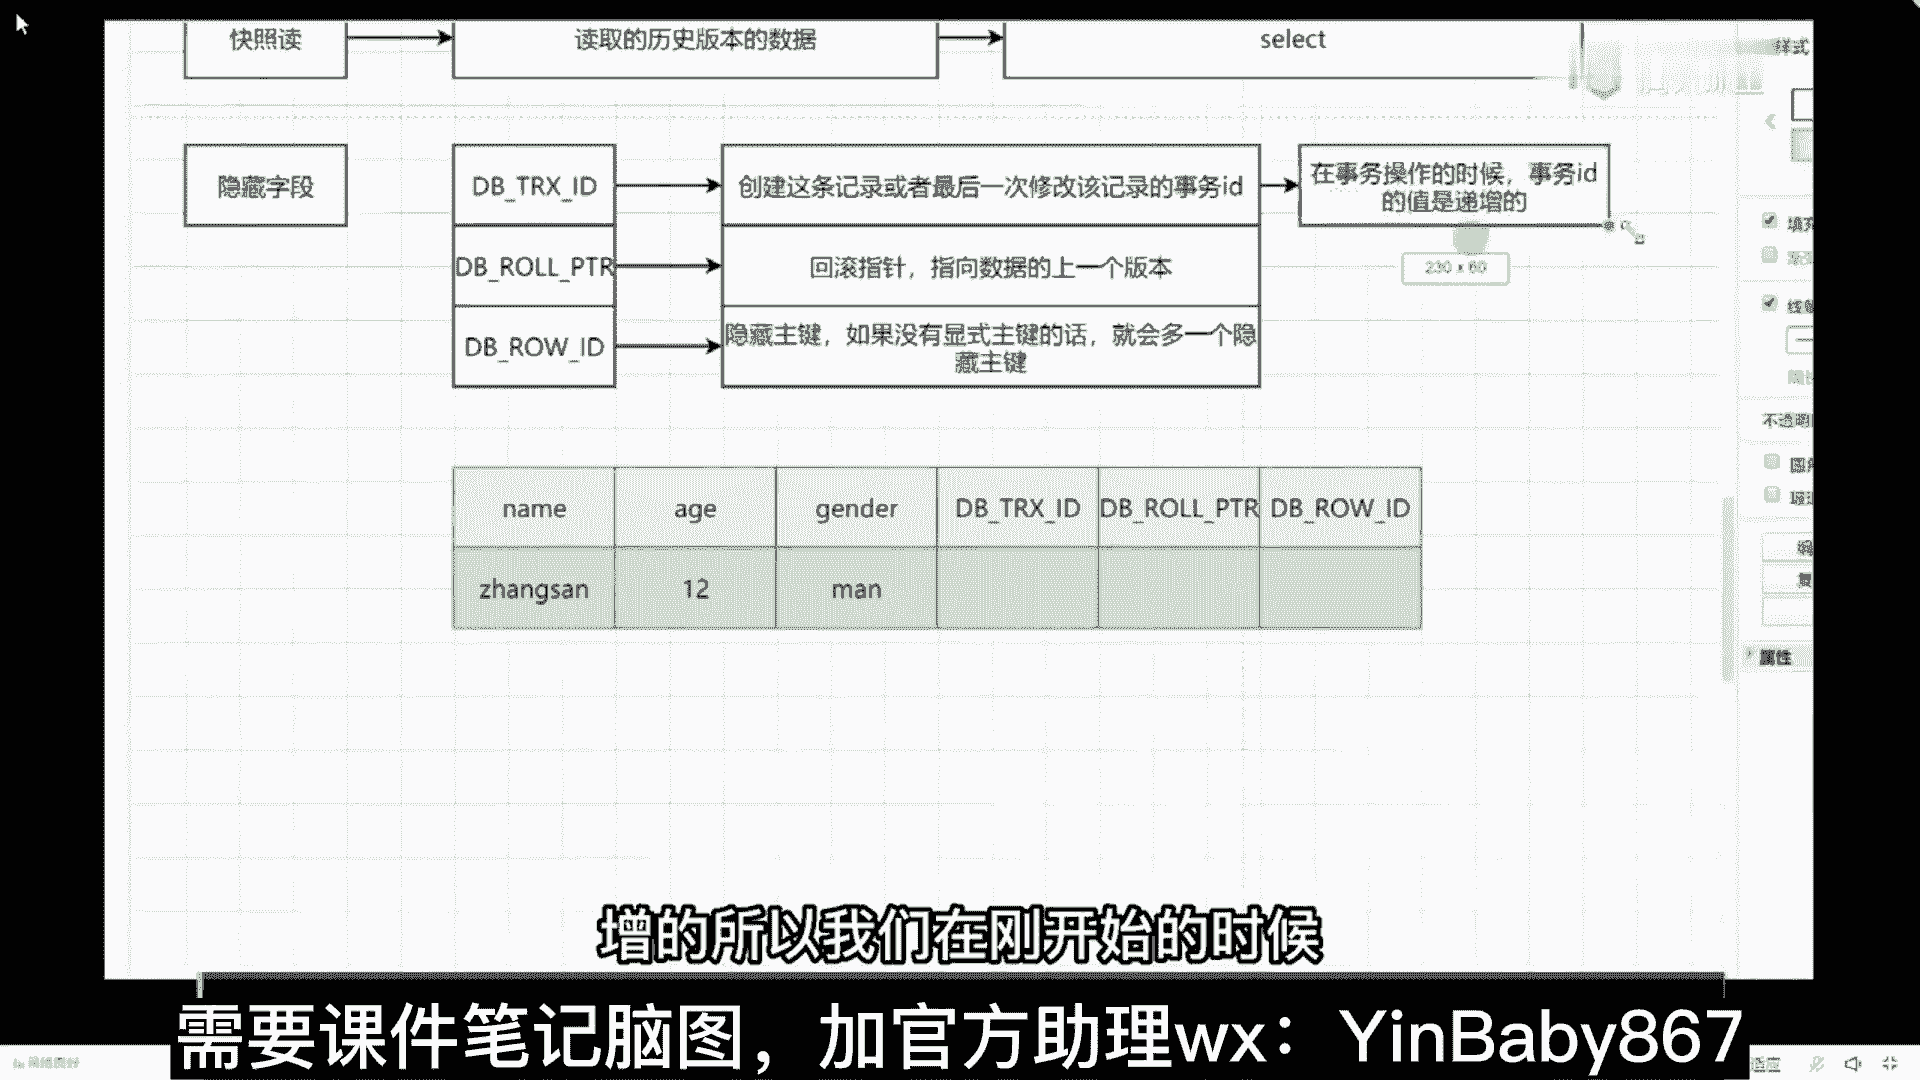 快照读
读取的历史版本的数据
select
样式
隐藏字段
DB_TRX_ID
创建这条记录或者最后一次修改该记录的事务id
在事务操作的时候，事务id
的值是递增的
DB_ROLL_PTR
回滚指针，指向数据的上一个版本
230 x 60
DB_ROW_ID
隐藏主键，如果没有显式主键的话，就会多一个隐
藏主键
name
age
gender
DB_TRX_ID
DB_ROLL_PTR
DB_ROW_ID
zhangsan
12
man
属性
增的所以我们在刚开始的时候
需要课件笔记脑图，加官方助理wx：YinBaby867